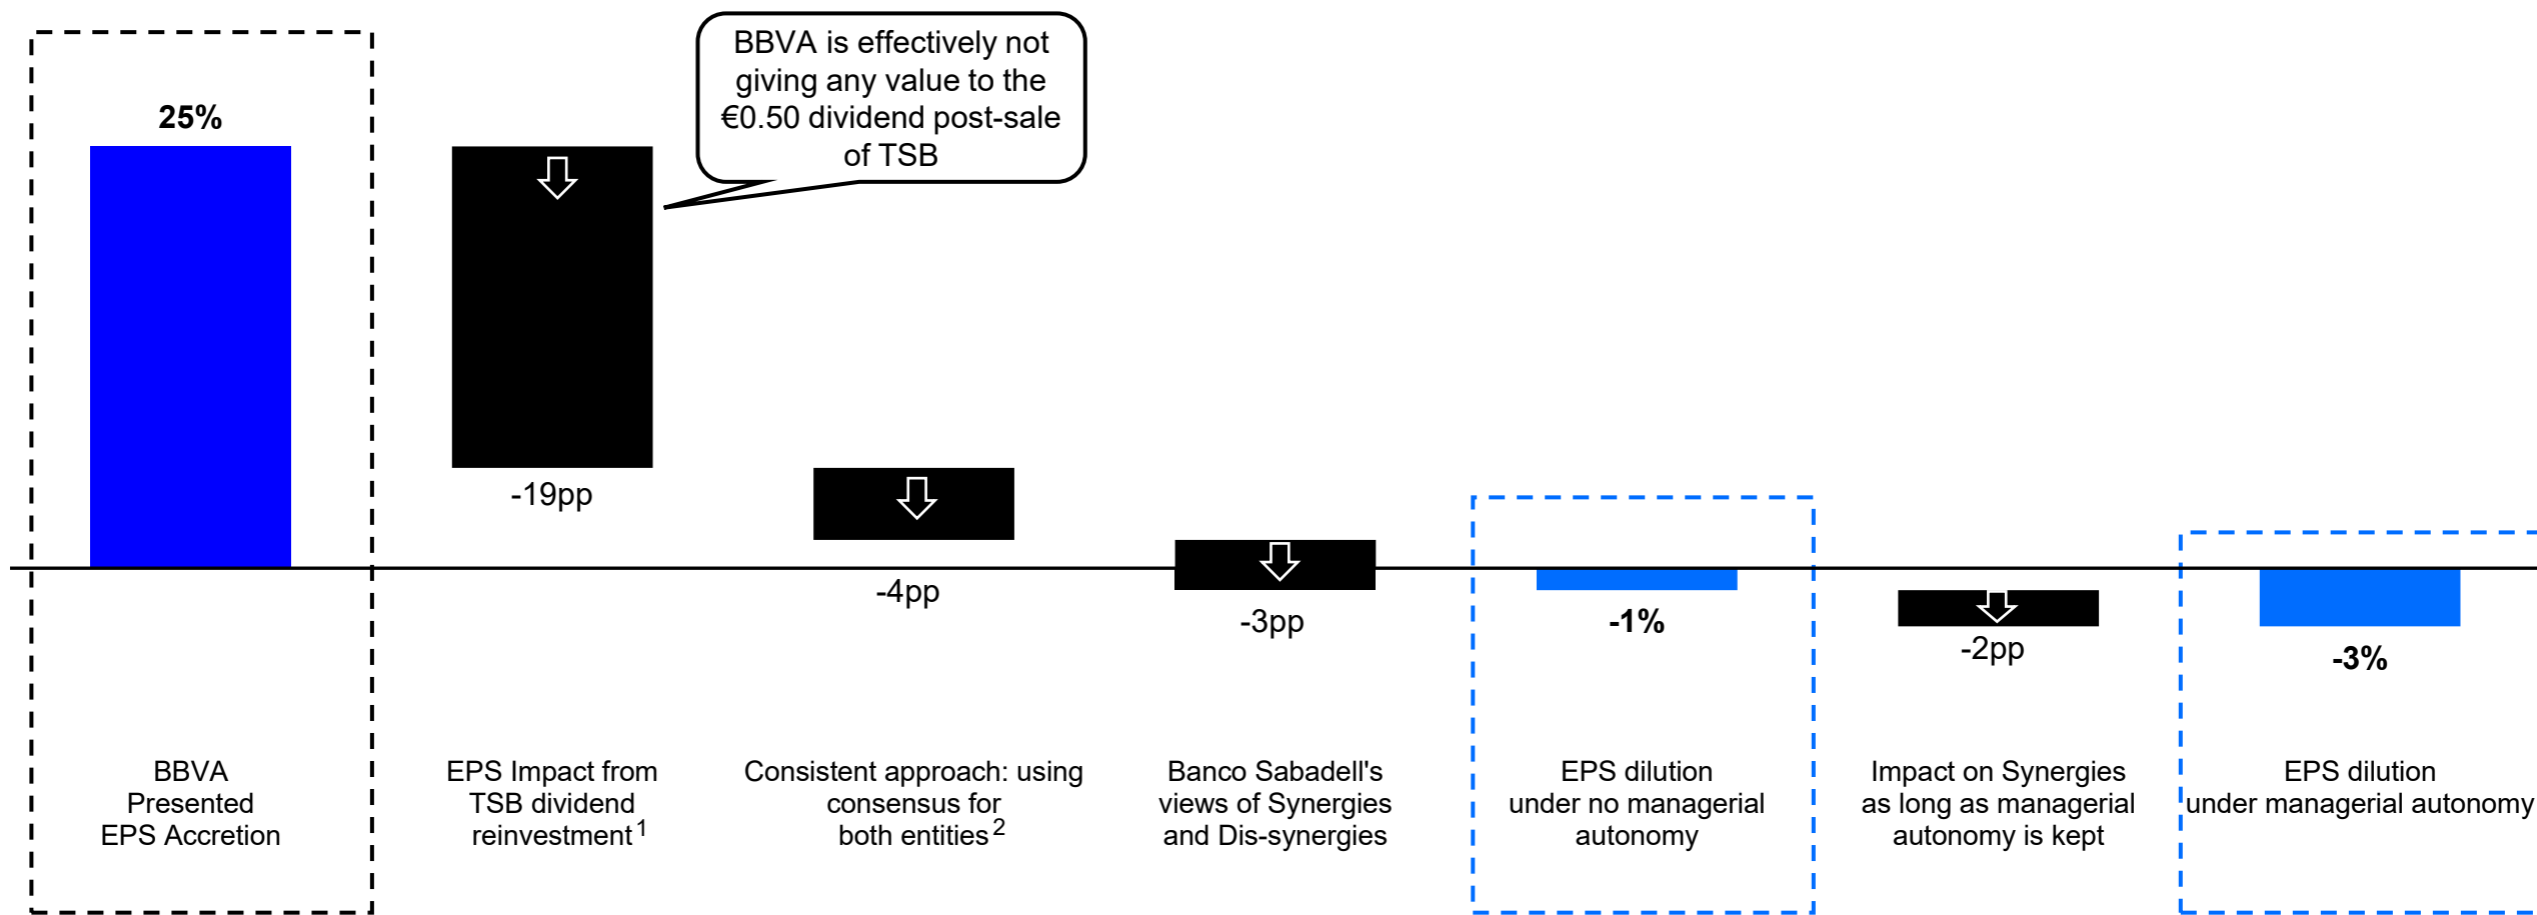 BBVA is effectively not
giving any value to the
€0.50 dividend post-sale
of TSB
25%
-19pp
-4pp
-3pp
-1%
-2pp
-3%
BBVA
Presented
EPS Accretion
EPS Impact from
TSB dividend
reinvestment1
Consistent approach: using
consensus for
both entities2
Banco Sabadell's
views of Synergies
and Dis-synergies
EPS dilution
under no managerial
autonomy
Impact on Synergies
as long as managerial
autonomy is kept
EPS dilution
under managerial autonomy